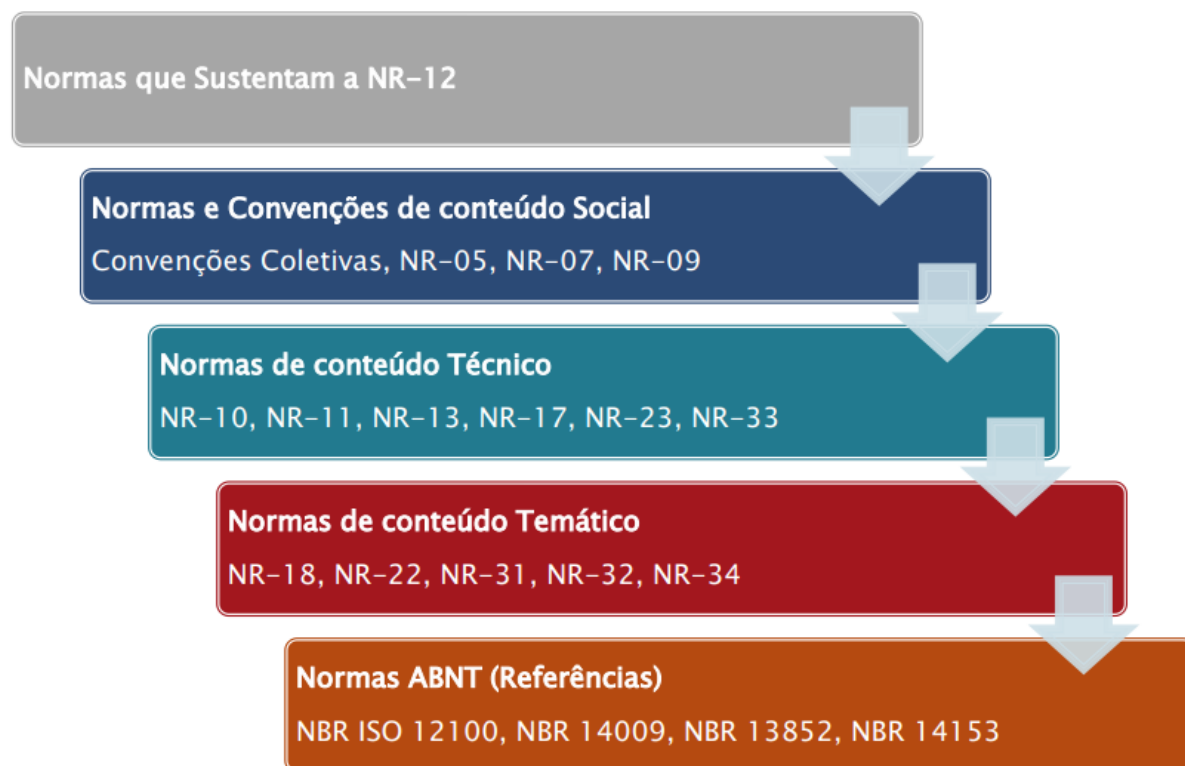 Normas que Sustentam a NR-12
Normas e Convenções de conteúdo Social
Convenções Coletivas, NR-05, NR-07, NR-09
Normas de conteúdo Técnico
NR-10, NR-11, NR-13, NR-17, NR-23, NR-33
Normas de conteúdo Temático
NR-18, NR-22, NR-31, NR-32, NR-34
Normas ABNT (Referências)
NBR ISO 12100, NBR 14009, NBR 13852, NBR 14153